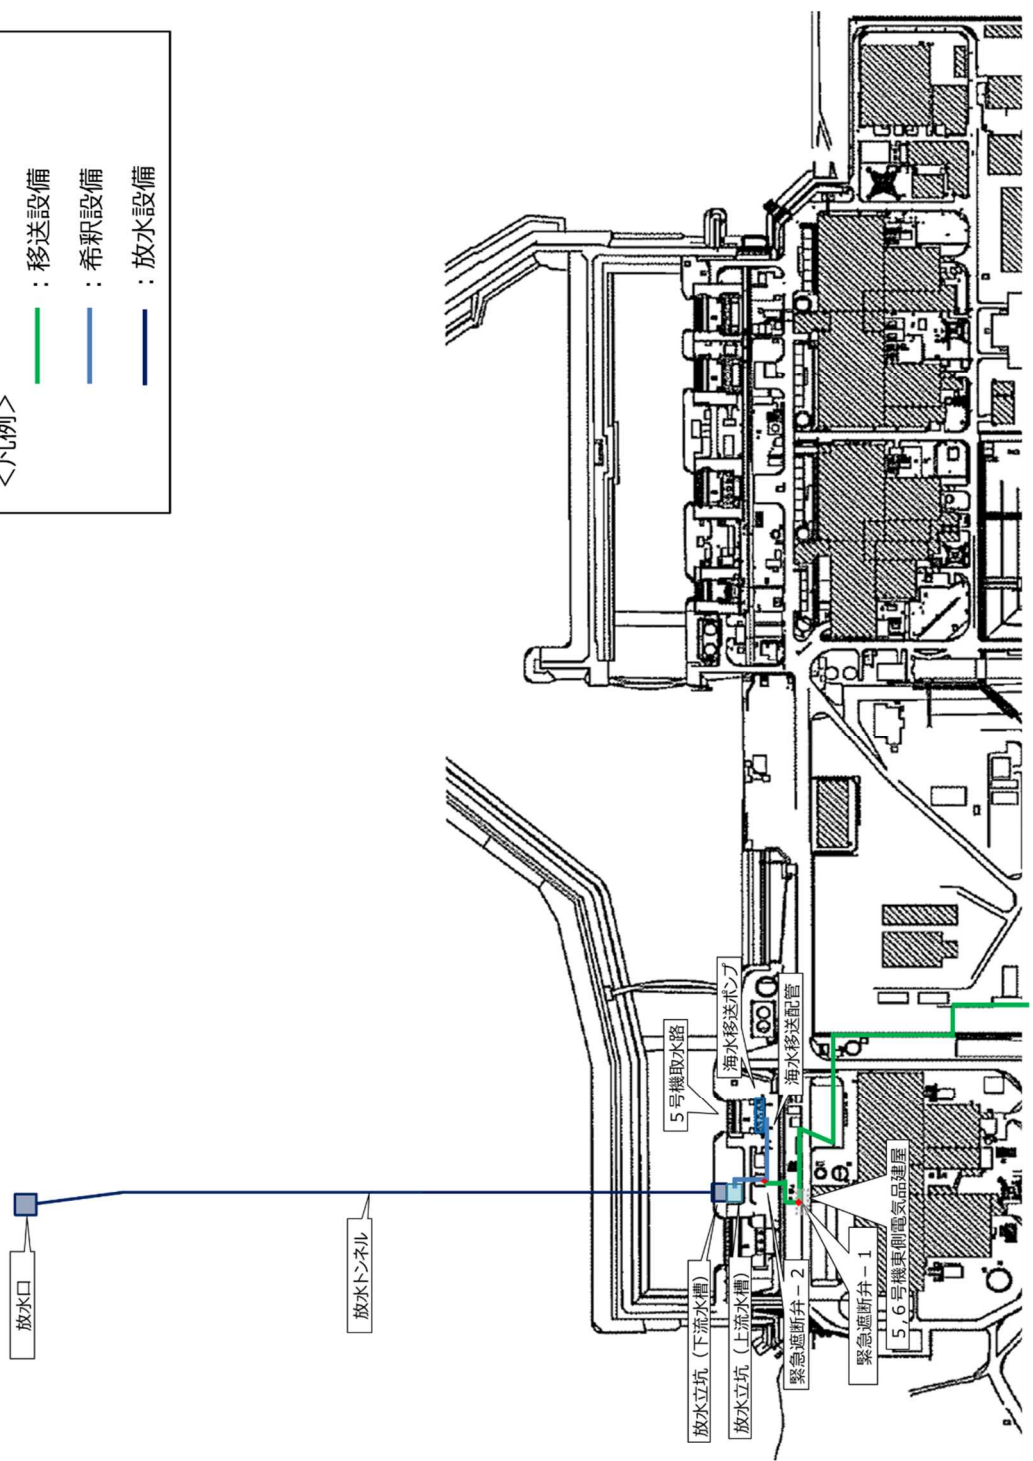 <凡例>
：移送設備
：希釈設備
：放水設備
放水口
放水トンネル
5号機取水路
海水移送ポンプ
海水移送配管
放水立坑（下流水槽）
放水立坑（上流水槽）
緊急遮断弁－2
緊急遮断弁－1
5,6号機東側電気品建屋